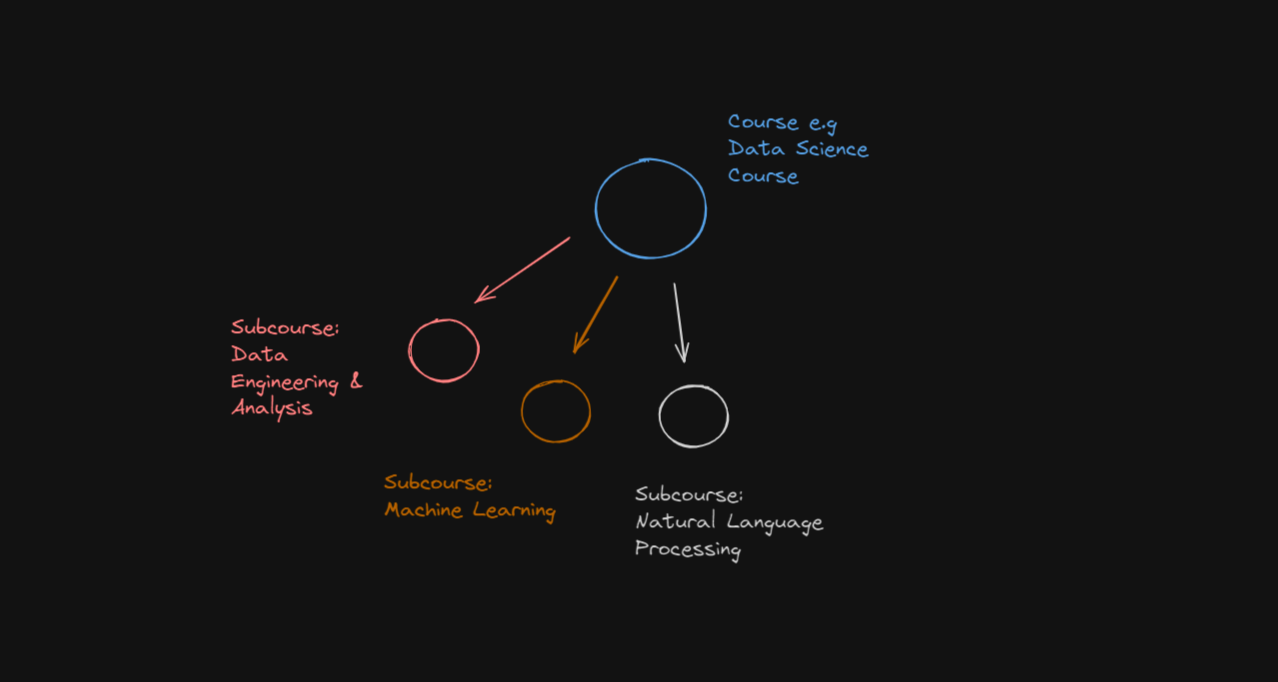 Course e.g
Data Science
Course
Subcourse:
Data
Engineering &
Analysis
Subcourse:
Machine Learning
Subcourse:
Natural Language
Processing